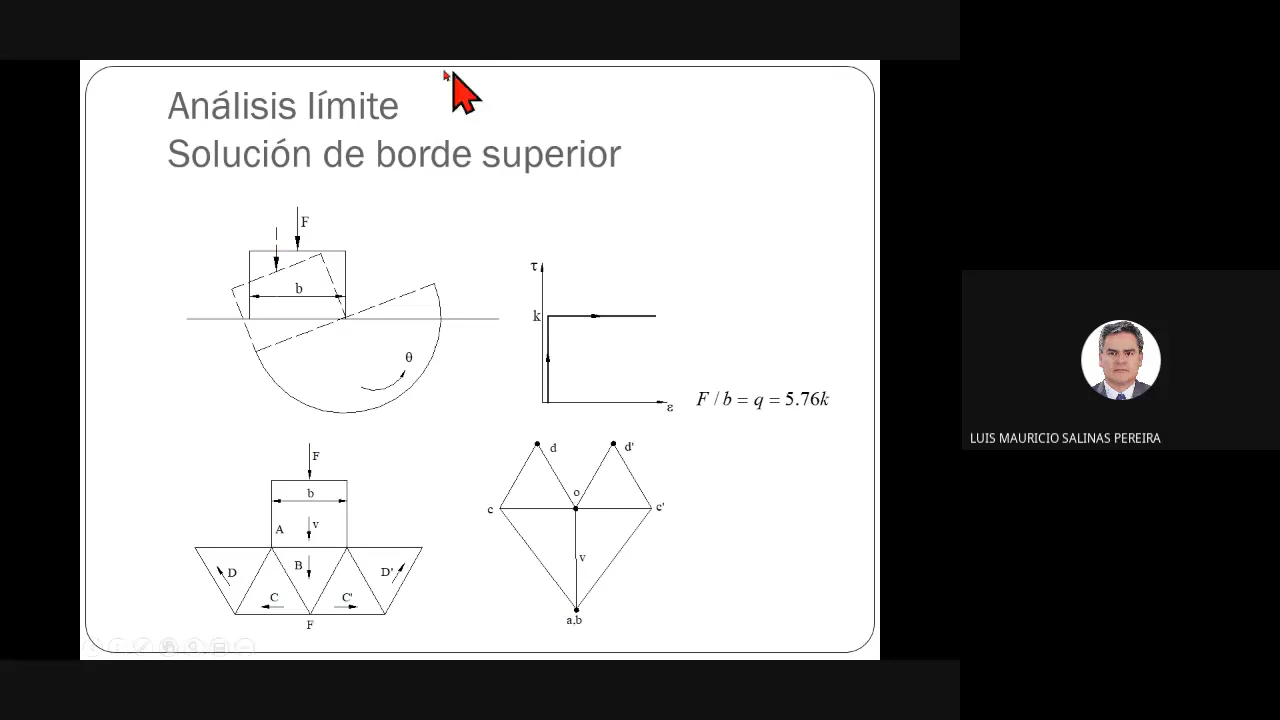 Análisis límite
Solución de borde superior
F
b
θ
τ
k
ε
F / b = q = 5.76k
F
b
A
v
B
D
D'
C
C'
F
d
d'
o
c
c'
v
a,b
LUIS MAURICIO SALINAS PEREIRA